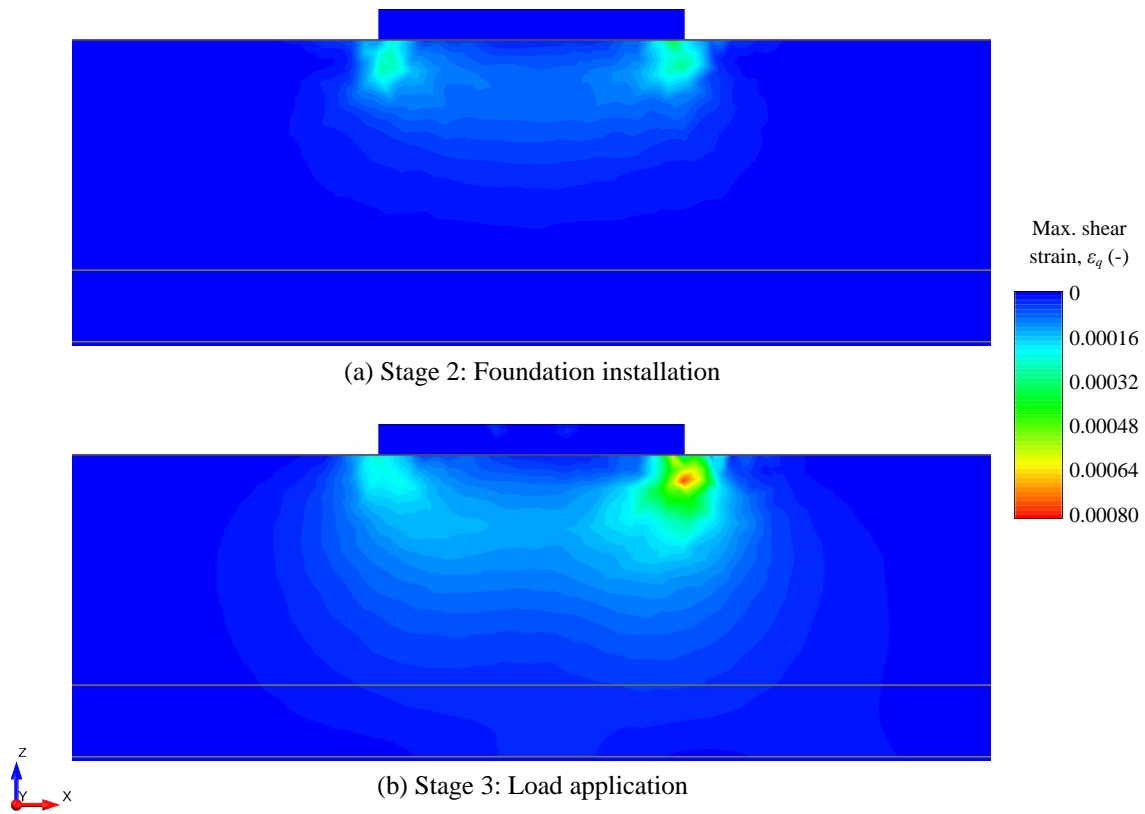 (a) Stage 2: Foundation installation
Max. shear
strain, εq (-)
0
0.00016
0.00032
0.00048
0.00064
0.00080
(b) Stage 3: Load application
Z
Y
X